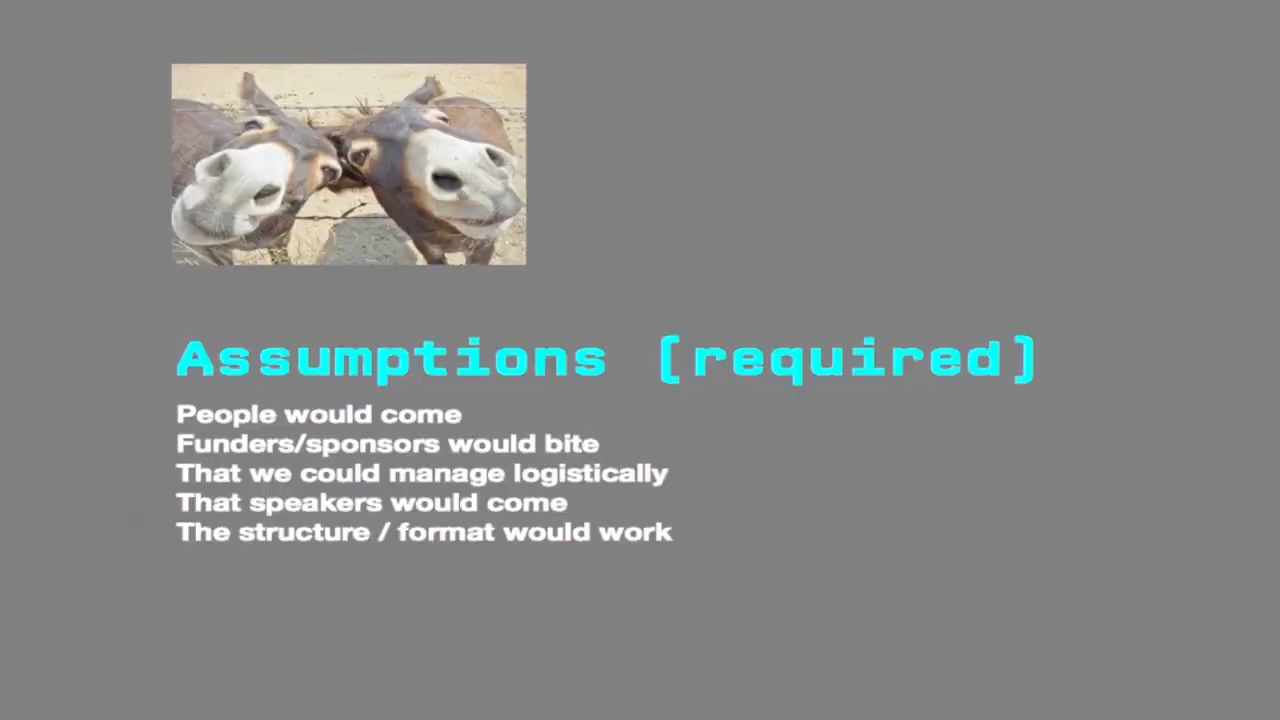 Assumptions [required]
People would come
Funders/sponsors would bite
That we could manage logistically
That speakers would come
The structure / format would work